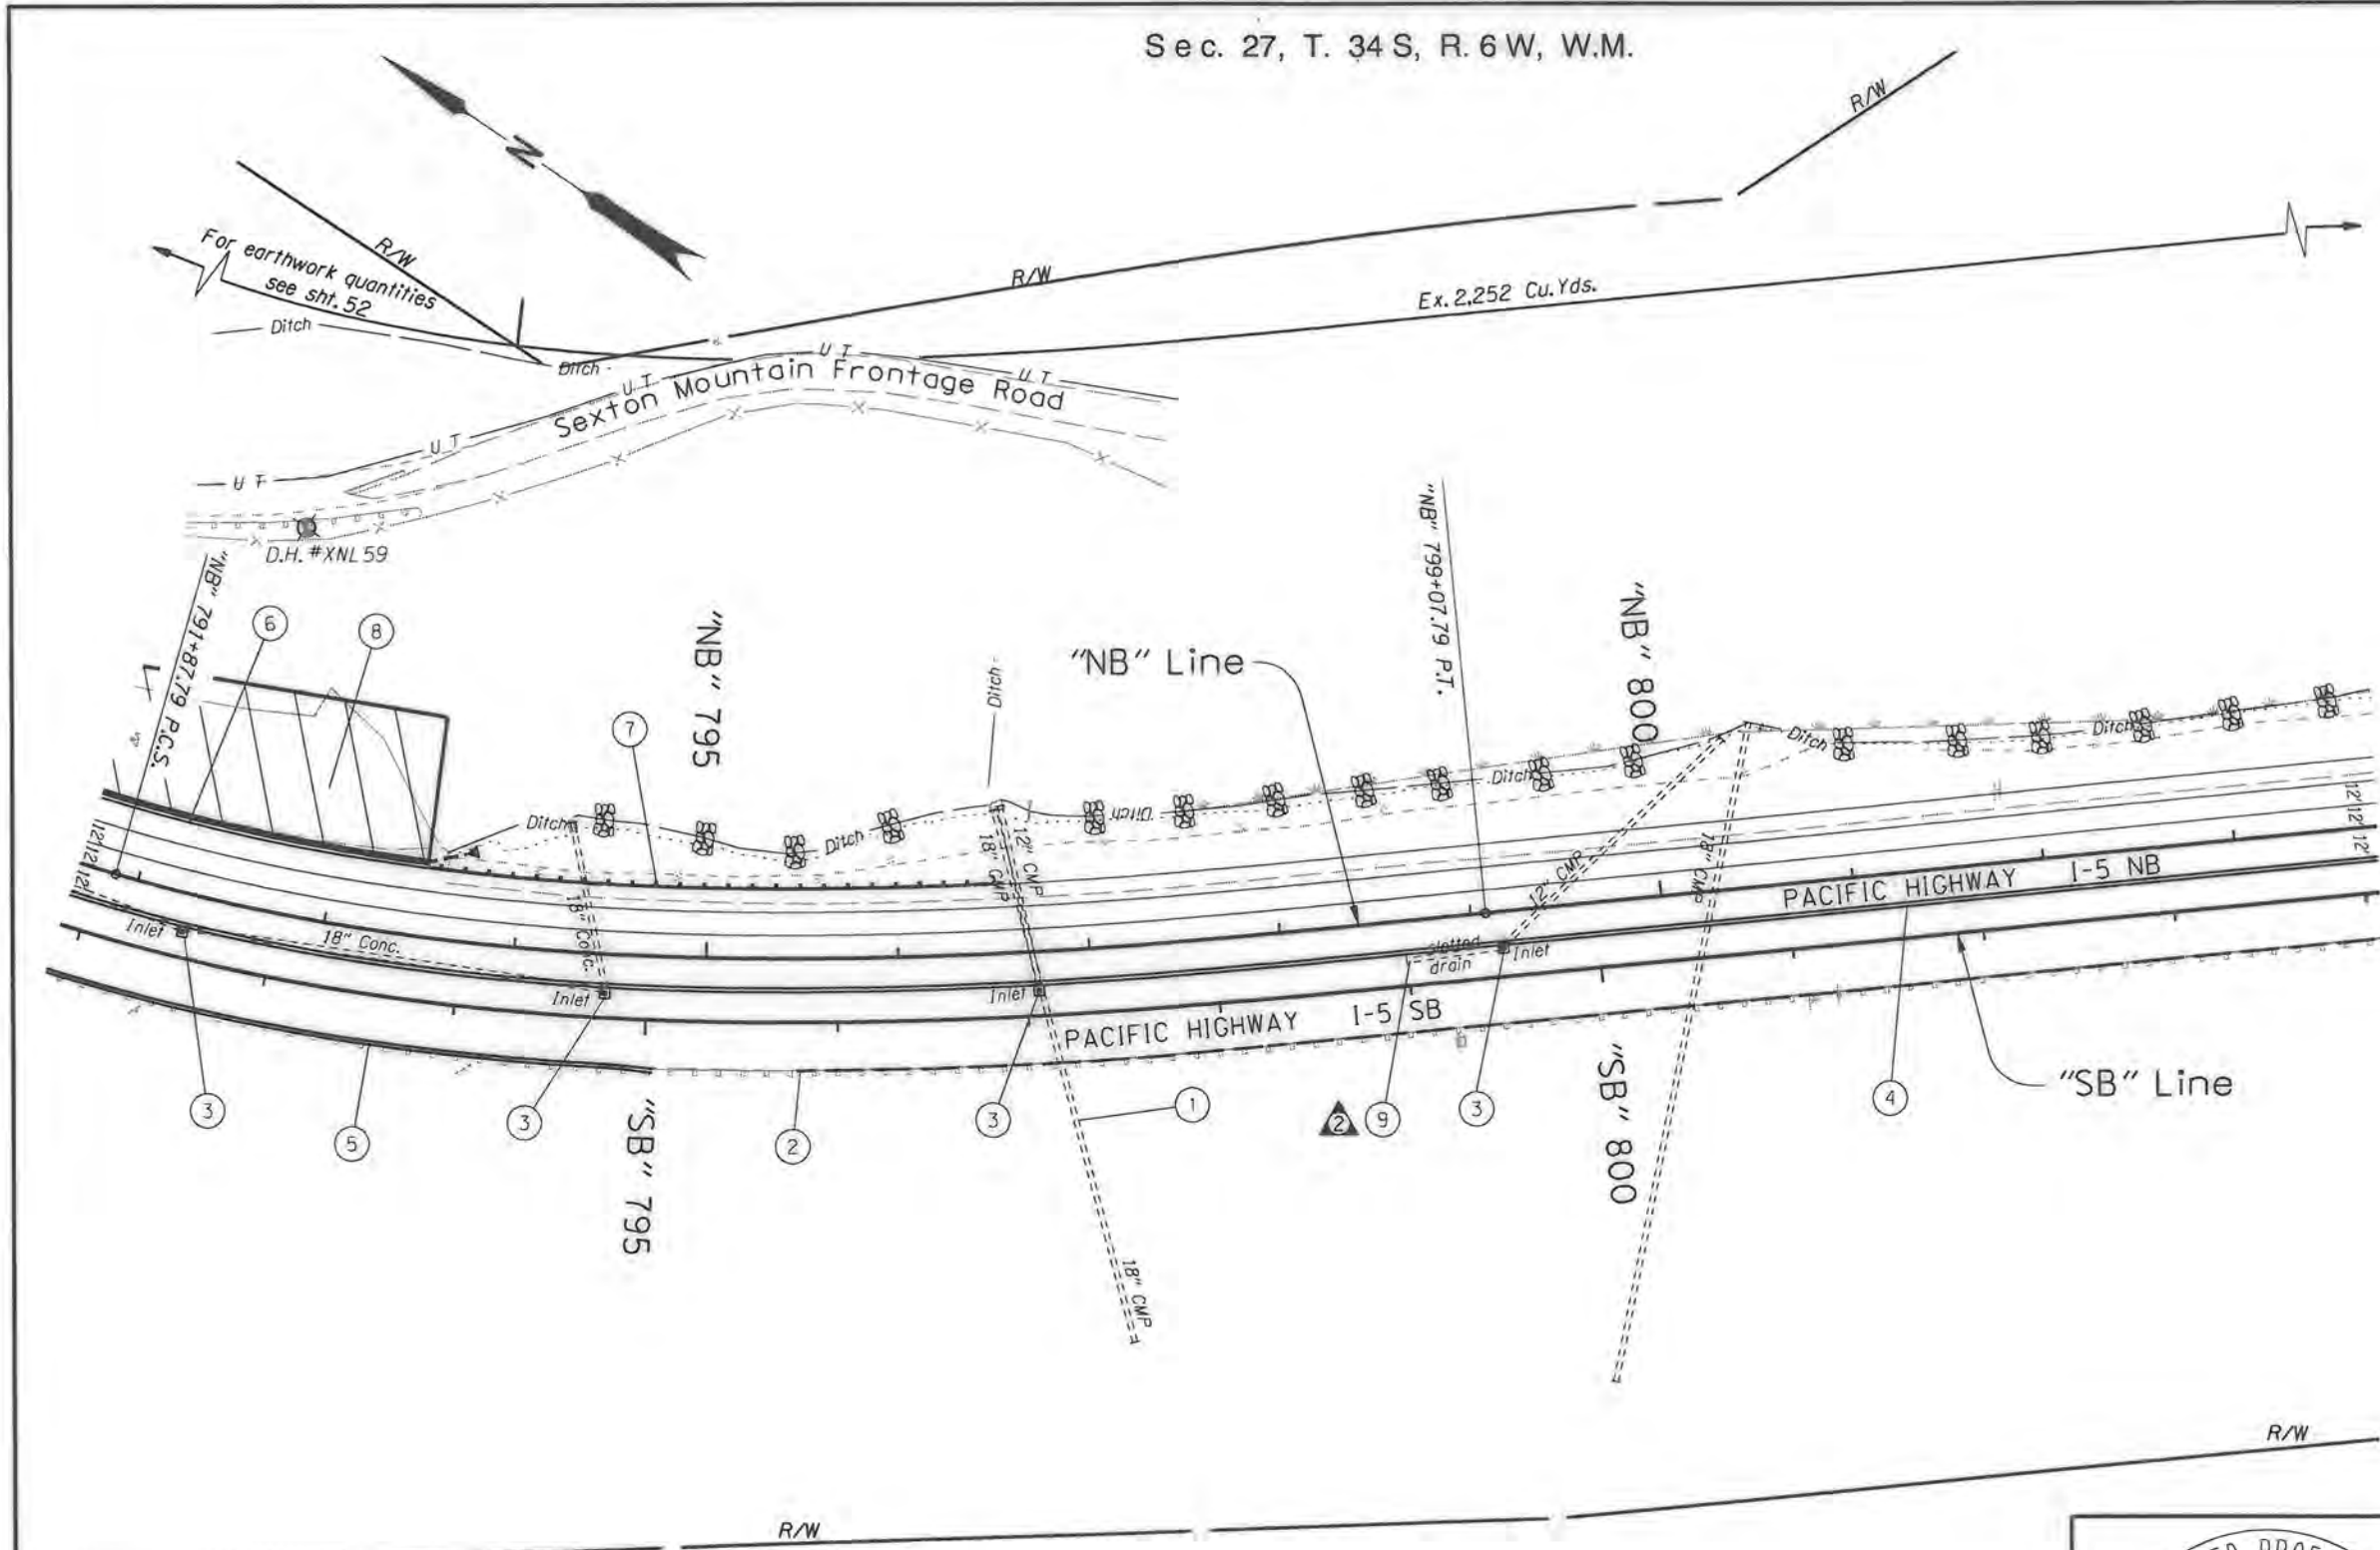 Sec. 27, T. 34 S, R. 6 W, W.M.
R/W
N
For earthwork quantities
see sht. 52
R/W
R/W
Ex. 2,252 Cu. Yds.
Ditch
Ditch
U T
U T
U T
U T
U T
Sexton Mountain Frontage Road
D.H. #XNL 59
"NB" 791+87.79 P.C.S.
6
8
"NB" 795
7
Ditch
"NB" Line
"NB" 799+07.79 P.T.
"NB" 800
Ditch
Ditch
Ditch
Ditch
Ditch
Ditch
12'
12'
12'
12'
12'
12'
18" Conc.
18" CMP
12" CMP
12" CMP
18" CMP
PACIFIC HIGHWAY I-5 NB
Inlet
18" Conc.
Inlet
Inlet
slotted
drain
Inlet
PACIFIC HIGHWAY I-5 SB
"SB" Line
3
5
3
2
3
1
2
9
3
4
"SB" 795
"SB" 800
18" CMP
R/W
R/W